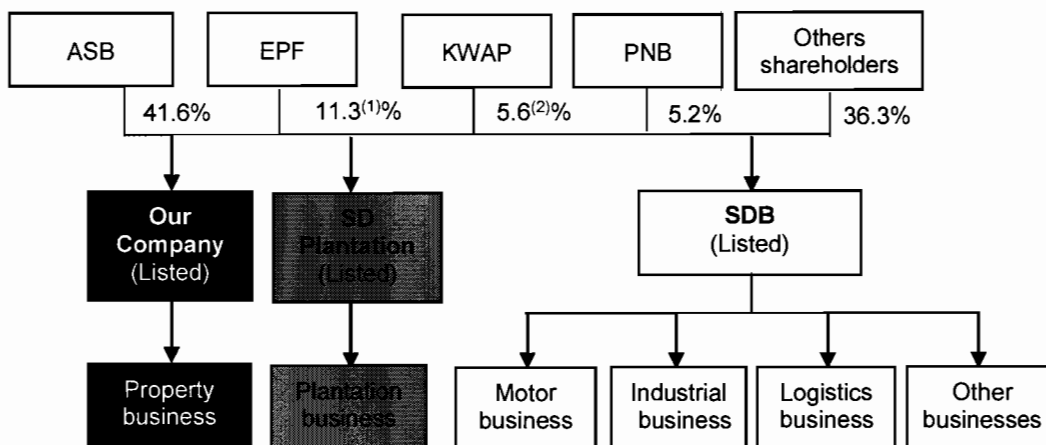 ASB
EPF
KWAP
PNB
Others
shareholders
41.6%
11.3(1)%
5.6(2)%
5.2%
36.3%
Our
Company
(Listed)
SD
Plantation
(Listed)
SDB
(Listed)
Property
business
Plantation
business
Motor
business
Industrial
business
Logistics
business
Other
businesses